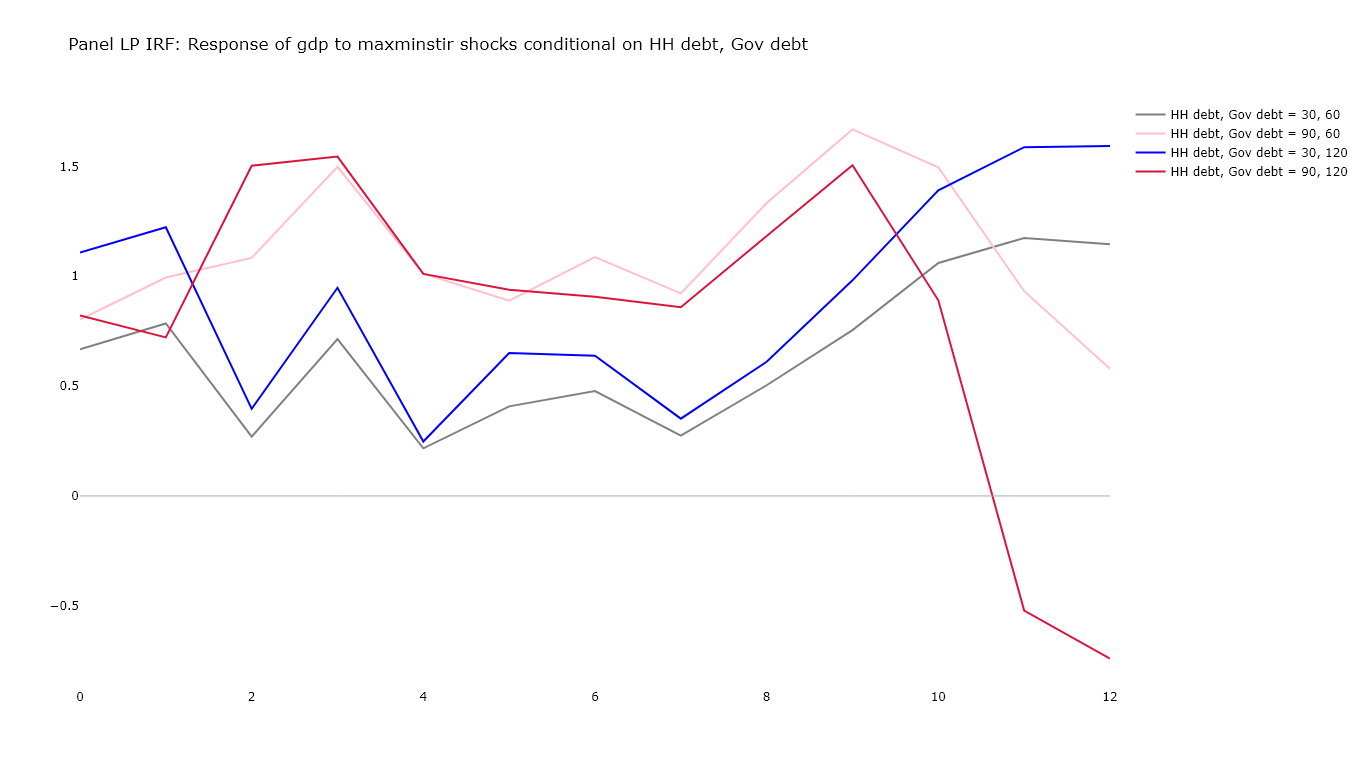 Panel LP IRF: Response of gdp to maxminstir shocks conditional on HH debt, Gov debt
HH debt, Gov debt = 30, 60
HH debt, Gov debt = 90, 60
HH debt, Gov debt = 30, 120
HH debt, Gov debt = 90, 120
1.5
1
0.5
0
−0.5
0 2 4 6 8 10 12